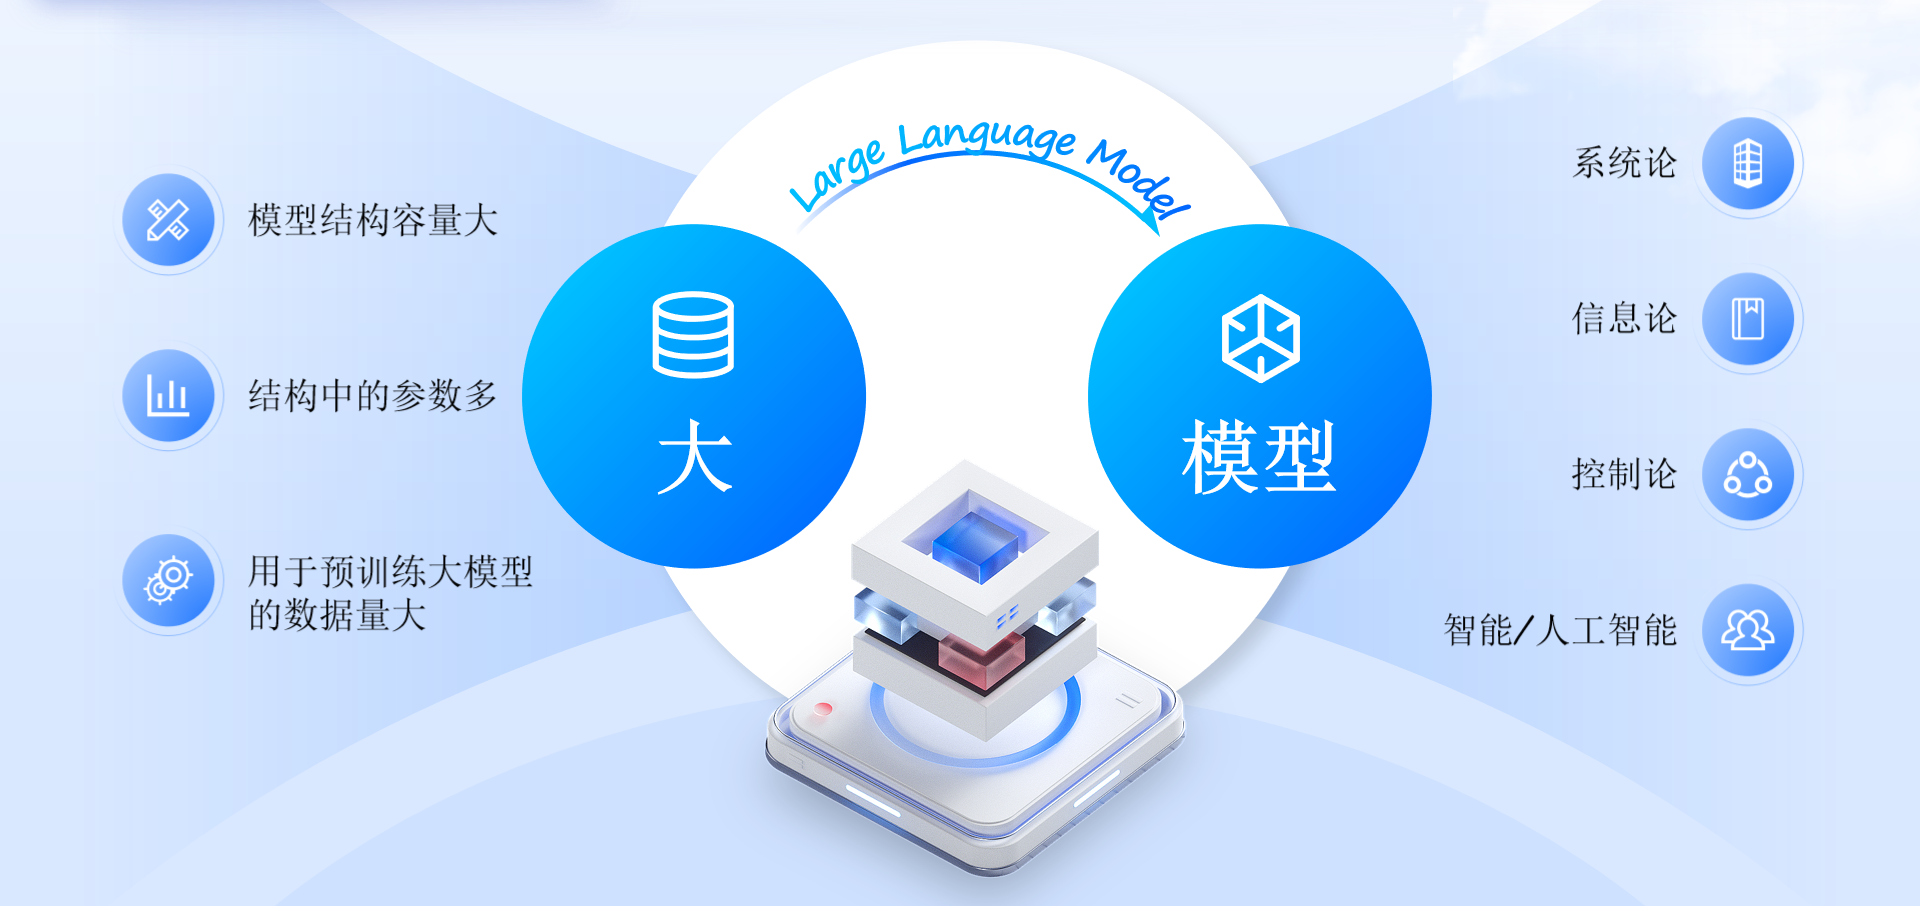 Large Language Model
模型结构容量大
结构中的参数多
用于预训练大模型
的数据量大
大
模型
系统论
信息论
控制论
智能/人工智能